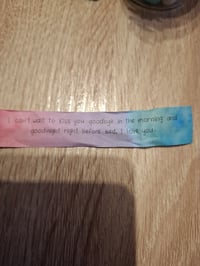 I can't wait to kiss you goodbye in the morning and
goodnight right before bed. I love you.